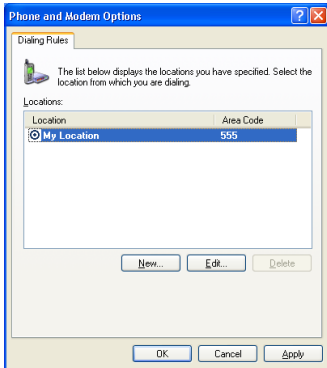 Phone and Modem Options
Dialing Rules
The list below displays the locations you have specified. Select the
location from which you are dialing.
Locations:
Location Area Code
My Location 555
New... Edit... Delete
OK Cancel Apply